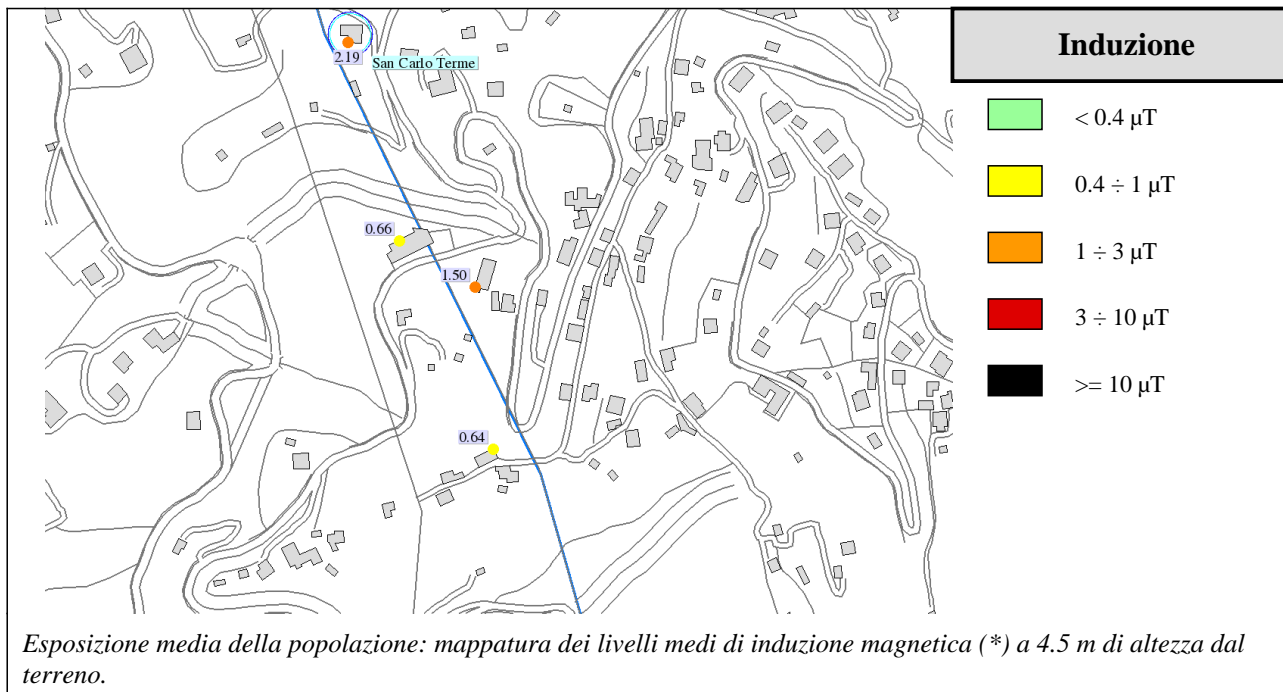 2.19
San Carlo Terme
0.66
1.50
0.64
Induzione
< 0.4 µT
0.4 ÷ 1 µT
1 ÷ 3 µT
3 ÷ 10 µT
>= 10 µT
Esposizione media della popolazione: mappatura dei livelli medi di induzione magnetica (*) a 4.5 m di altezza dal
terreno.